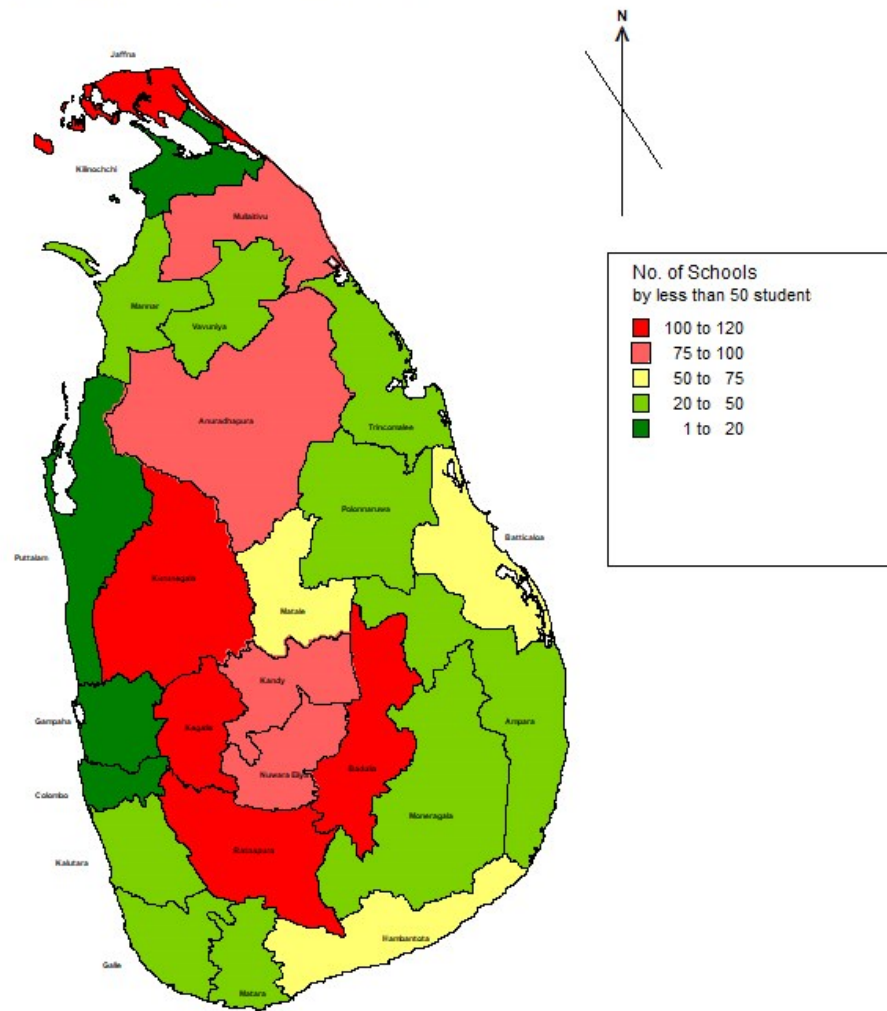 N
Jaffna
Kilinochchi
Mullativu
Mannar
Vavuniya
No. of Schools
by less than 50 student
100 to 120
75 to 100
50 to 75
20 to 50
1 to 20
Anuradhapura
Trincomalee
Polonnaruwa
Batticaloa
Puttalam
Kurunagala
Matale
Kandy
Gampaha
Kegalle
Ampara
Nuwara Eliya
Badulla
Colombo
Moneragala
Ratnapura
Kalutara
Hambantota
Galle
Matara